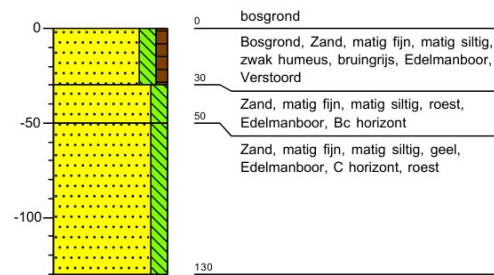 0
0
bosgrond
Bosgrond, Zand, matig fijn, matig siltig,
zwak humeus, bruingrijs, Edelmanboor,
Verstoord
30
Zand, matig fijn, matig siltig, roest,
Edelmanboor, Bc horizont
-50
50
Zand, matig fijn, matig siltig, geel,
Edelmanboor, C horizont, roest
-100
130